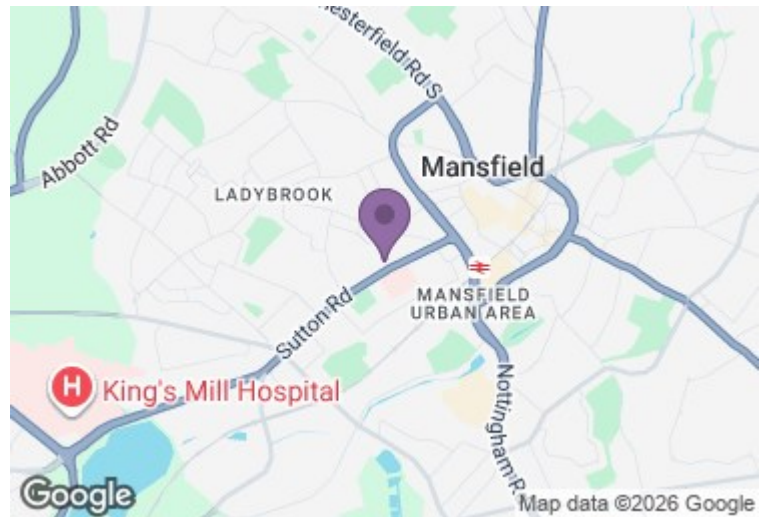 hesterfield Rd S
Abbott Rd
Mansfield
LADYBROOK
MANSFIELD
URBAN AREA
Sutton Rd
H
King's Mill Hospital
Nottingham R
Google
Map data ©2026 Google